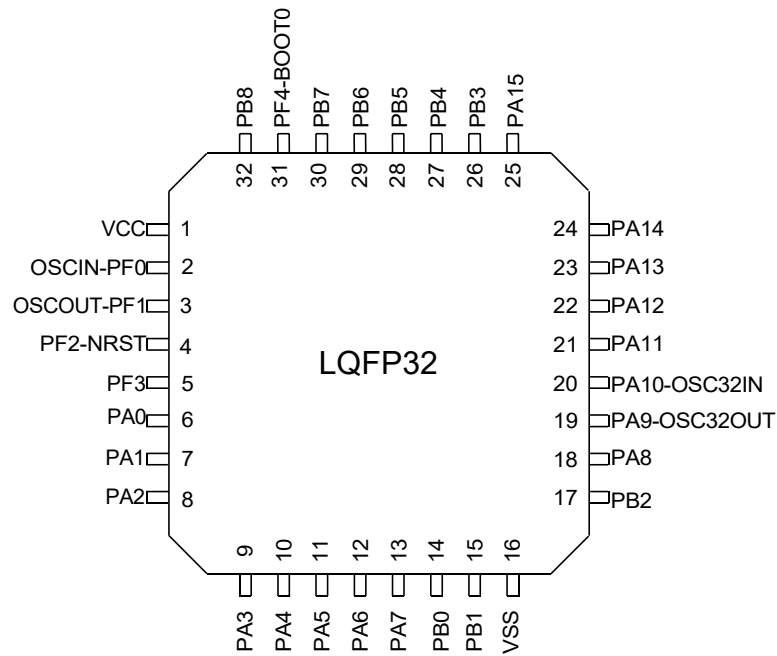 PB8
PF4-BOOT0
PB7
PB6
PB5
PB4
PB3
PA15
32
31
30
29
28
27
26
25
VCC 1
OSCIN-PF0 2
OSCOUT-PF1 3
PF2-NRST 4
PF3 5
PA0 6
PA1 7
PA2 8
LQFP32
24 PA14
23 PA13
22 PA12
21 PA11
20 PA10-OSC32IN
19 PA9-OSC32OUT
18 PA8
17 PB2
9
10
11
12
13
14
15
16
PA3
PA4
PA5
PA6
PA7
PB0
PB1
VSS